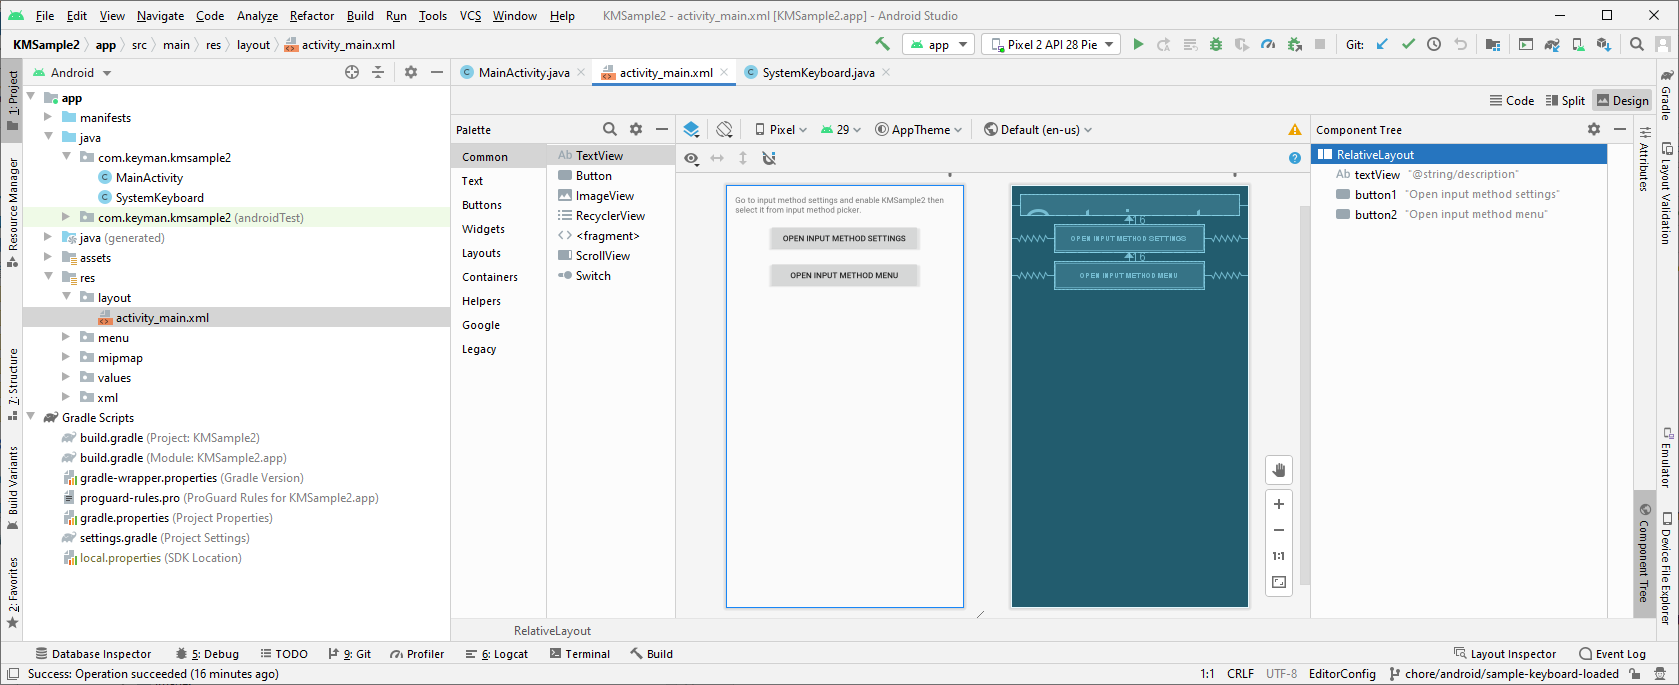 File Edit View Navigate Code Analyze Refactor Build Run Tools VCS Window Help KMSample2 - activity_main.xml [KMSample2.app] - Android Studio
KMSample2 app src main res layout activity_main.xml app Pixel 2 API 28 Pie Git:
Android MainActivity.java activity_main.xml SystemKeyboard.java
Code Split Design
1: Project
Resource Manager
7: Structure
Build Variants
2: Favorites
app
manifests
java
com.keyman.kmsample2
MainActivity
SystemKeyboard
com.keyman.kmsample2 (androidTest)
java (generated)
assets
res
layout
activity_main.xml
menu
mipmap
values
xml
Gradle Scripts
build.gradle (Project: KMSample2)
build.gradle (Module: KMSample2.app)
gradle-wrapper.properties (Gradle Version)
proguard-rules.pro (ProGuard Rules for KMSample2.app)
gradle.properties (Project Properties)
settings.gradle (Project Settings)
local.properties (SDK Location)
Palette
Common
Text
Buttons
Widgets
Layouts
Containers
Helpers
Google
Legacy
Ab TextView
Button
ImageView
RecyclerView
<fragment>
ScrollView
Switch
Pixel 29 AppTheme Default (en-us)
Go to input method settings and enable KMSample2 then
select it from input method picker.
OPEN INPUT METHOD SETTINGS
OPEN INPUT METHOD MENU
16
OPEN INPUT METHOD SETTINGS
16
OPEN INPUT METHOD MENU
1:1
RelativeLayout
Component Tree
RelativeLayout
Ab textView "@string/description"
button1 "Open input method settings"
button2 "Open input method menu"
Attributes
Component Tree
Gradle
Layout Validation
Emulator
Device File Explorer
Database Inspector 5: Debug TODO 9: Git Profiler 6: Logcat Terminal Build Layout Inspector Event Log
Success: Operation succeeded (16 minutes ago) 1:1 CRLF UTF-8 EditorConfig chore/android/sample-keyboard-loaded